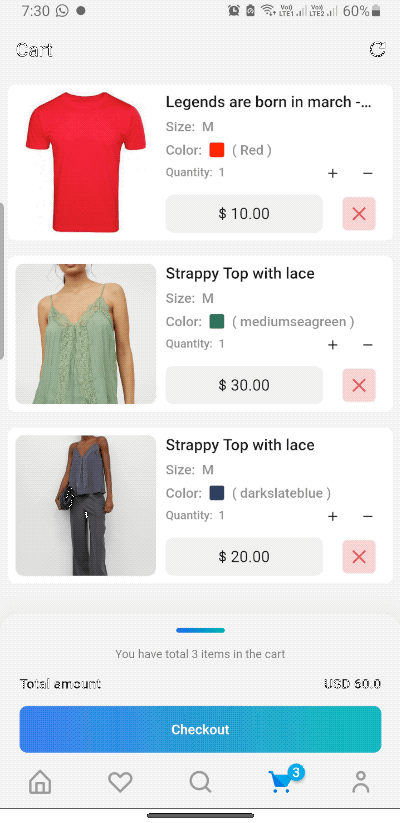 7:30 Vo)) LTE1 Vo)) LTE2 60%
Cart
Legends are born in march -...
Size: M
Color: ( Red )
Quantity: 1 + −
$ 10.00
Strappy Top with lace
Size: M
Color: ( mediumseagreen )
Quantity: 1 + −
$ 30.00
Strappy Top with lace
Size: M
Color: ( darkslateblue )
Quantity: 1 + −
$ 20.00
You have total 3 items in the cart
Total amount USD 60.0
Checkout
3